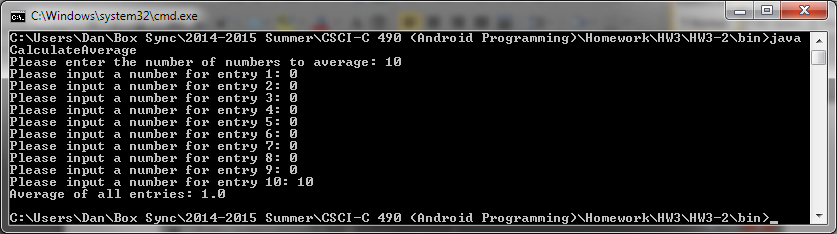 C:\Windows\system32\cmd.exe
C:\Users\Dan\Box Sync\2014-2015 Summer\CSCI-C 490 (Android Programming)\Homework\HW3\HW3-2\bin>java
CalculateAverage
Please enter the number of numbers to average: 10
Please input a number for entry 1: 0
Please input a number for entry 2: 0
Please input a number for entry 3: 0
Please input a number for entry 4: 0
Please input a number for entry 5: 0
Please input a number for entry 6: 0
Please input a number for entry 7: 0
Please input a number for entry 8: 0
Please input a number for entry 9: 0
Please input a number for entry 10: 10
Average of all entries: 1.0
C:\Users\Dan\Box Sync\2014-2015 Summer\CSCI-C 490 (Android Programming)\Homework\HW3\HW3-2\bin>_